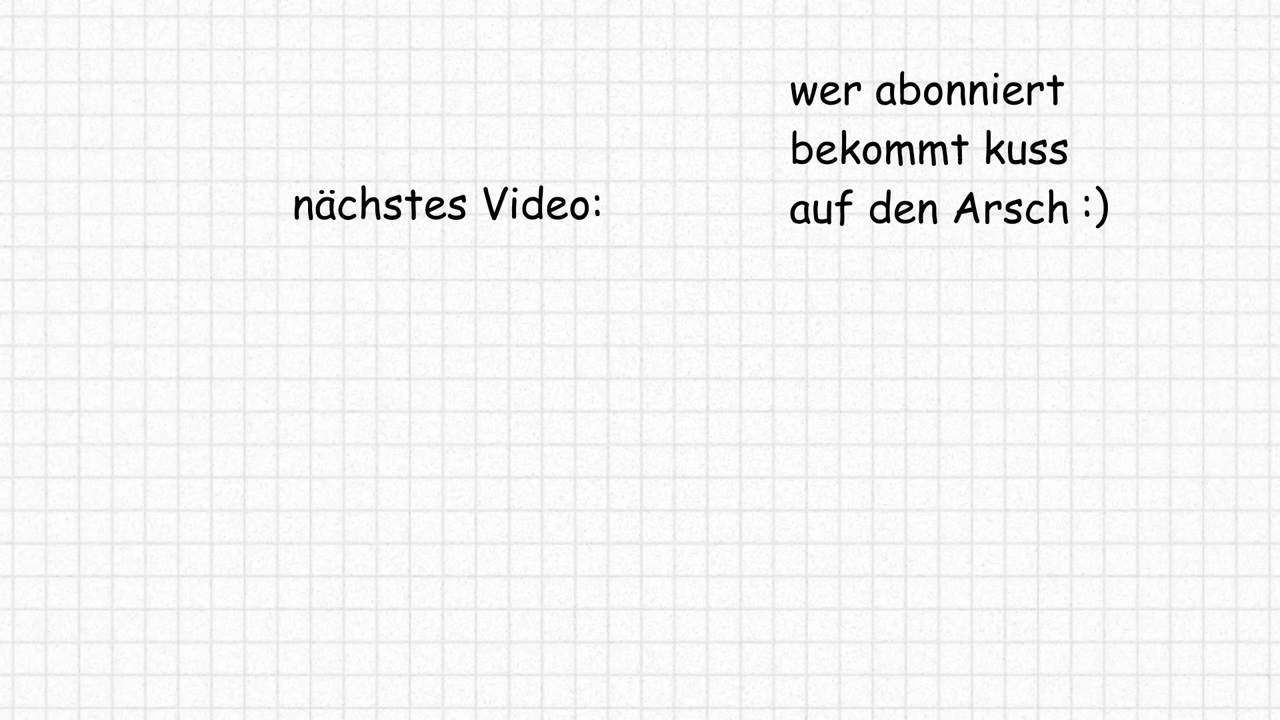 nächstes Video:
wer abonniert
bekommt kuss
auf den Arsch :)